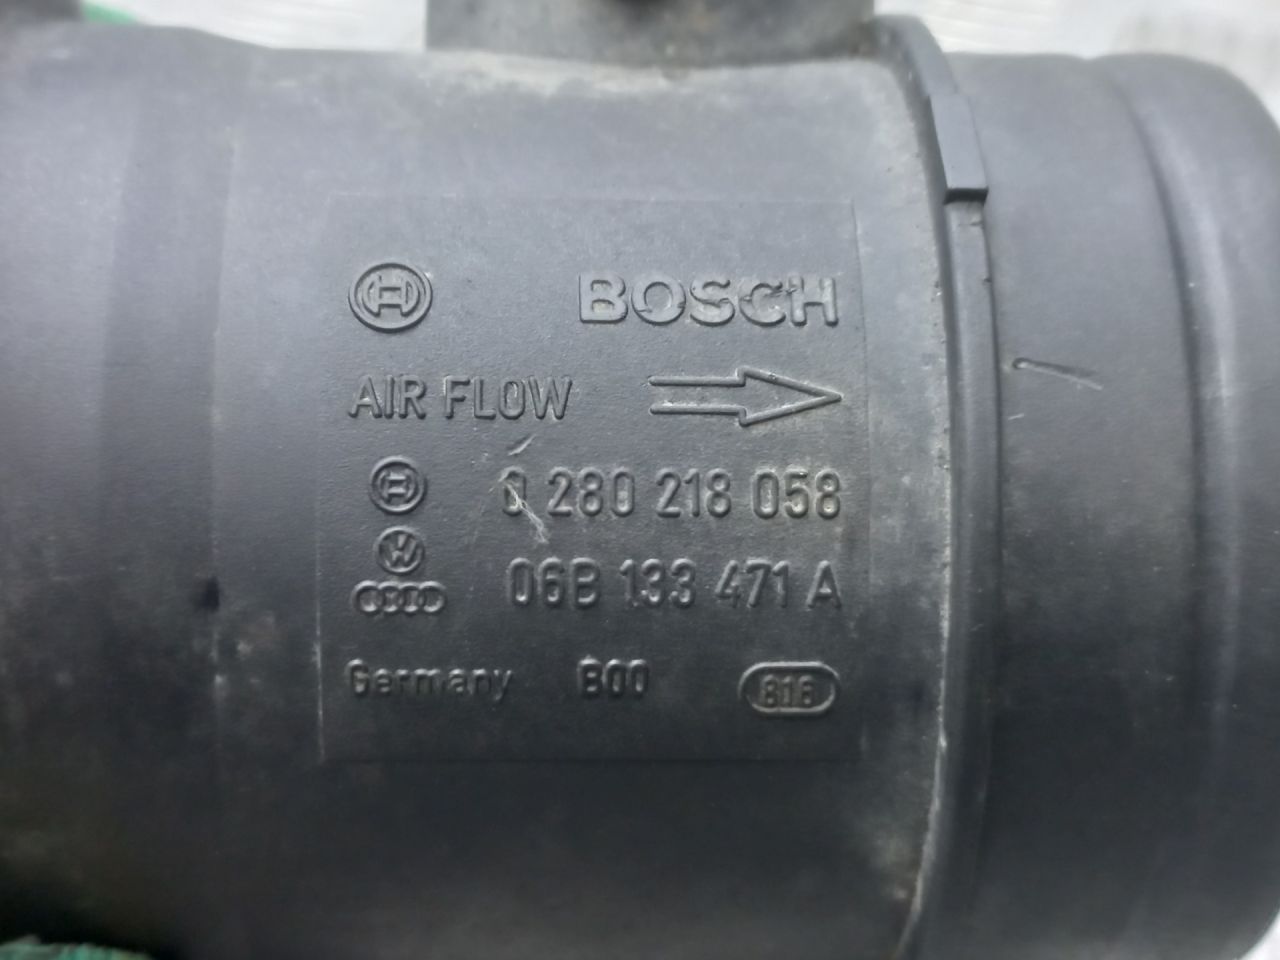 BOSCH
AIR FLOW
0 280 218 058
06B 133 471 A
Germany B00 816